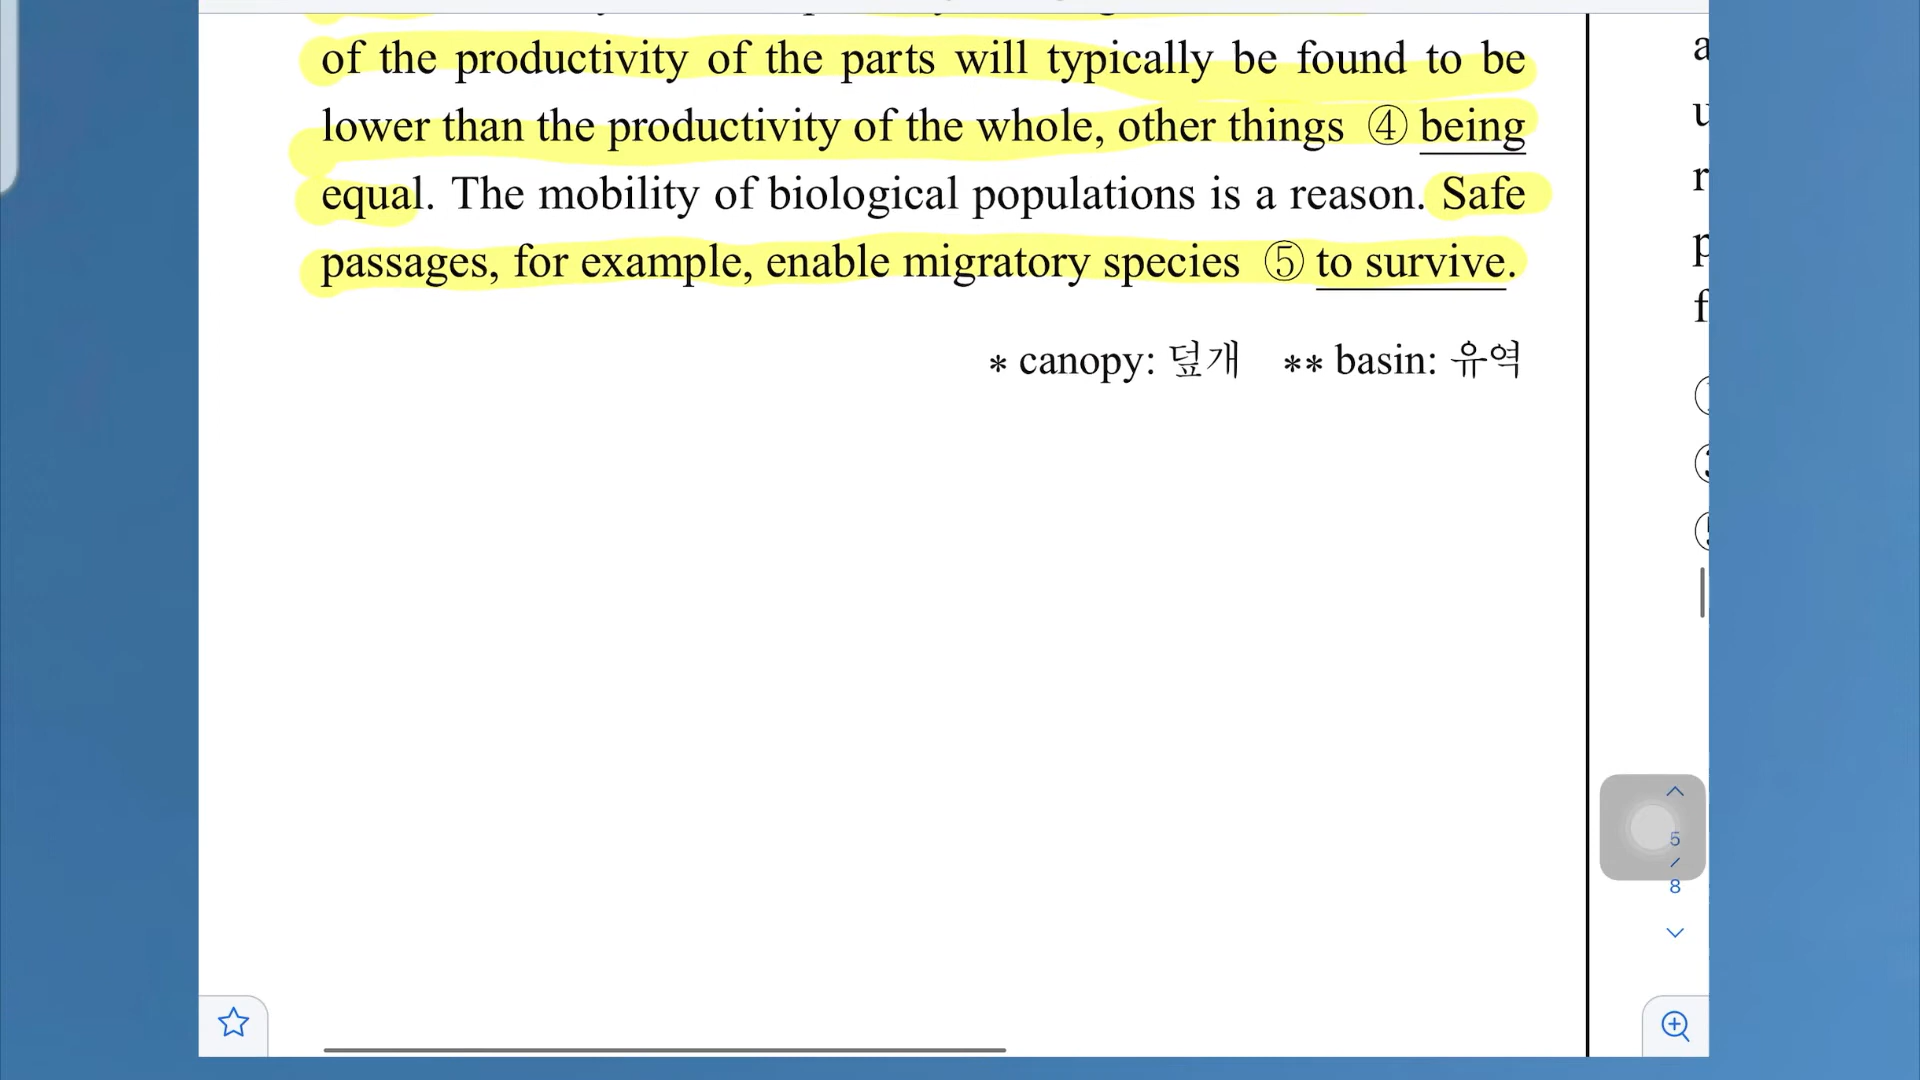 of the productivity of the parts will typically be found to be
lower than the productivity of the whole, other things ④ being
equal. The mobility of biological populations is a reason. Safe
passages, for example, enable migratory species ⑤ to survive.
* canopy: 덮개 ** basin: 유역
a
u
r
p
f
5
/
8